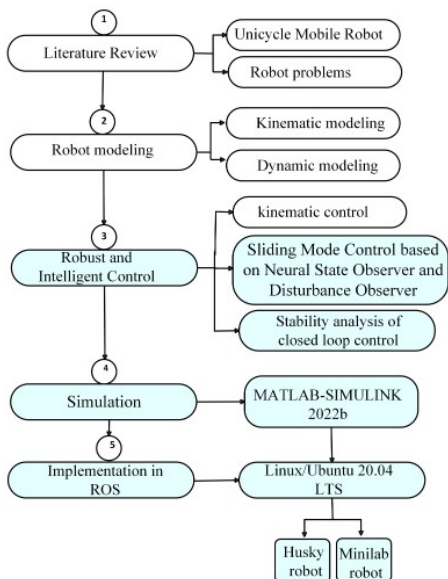 1
Literature Review
Unicycle Mobile Robot
Robot problems
2
Robot modeling
Kinematic modeling
Dynamic modeling
3
Robust and
Intelligent Control
kinematic control
Sliding Mode Control based
on Neural State Observer and
Disturbance Observer
Stability analysis of
closed loop control
4
Simulation
MATLAB-SIMULINK
2022b
5
Implementation in
ROS
Linux/Ubuntu 20.04
LTS
Husky
robot
Minilab
robot